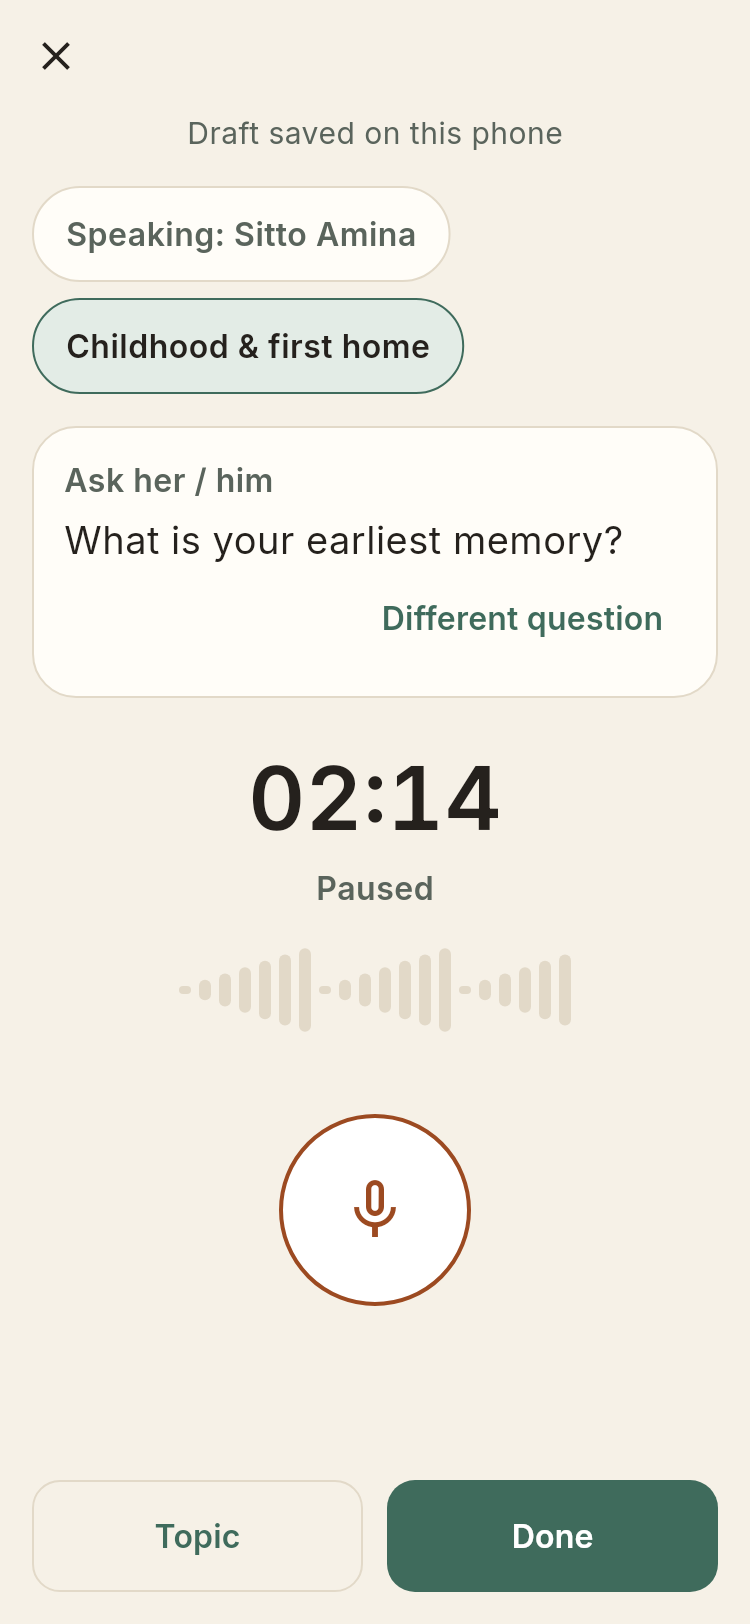 Draft saved on this phone
Speaking: Sitto Amina
Childhood & first home
Ask her / him
What is your earliest memory?
Different question
02:14
Paused
Topic
Done